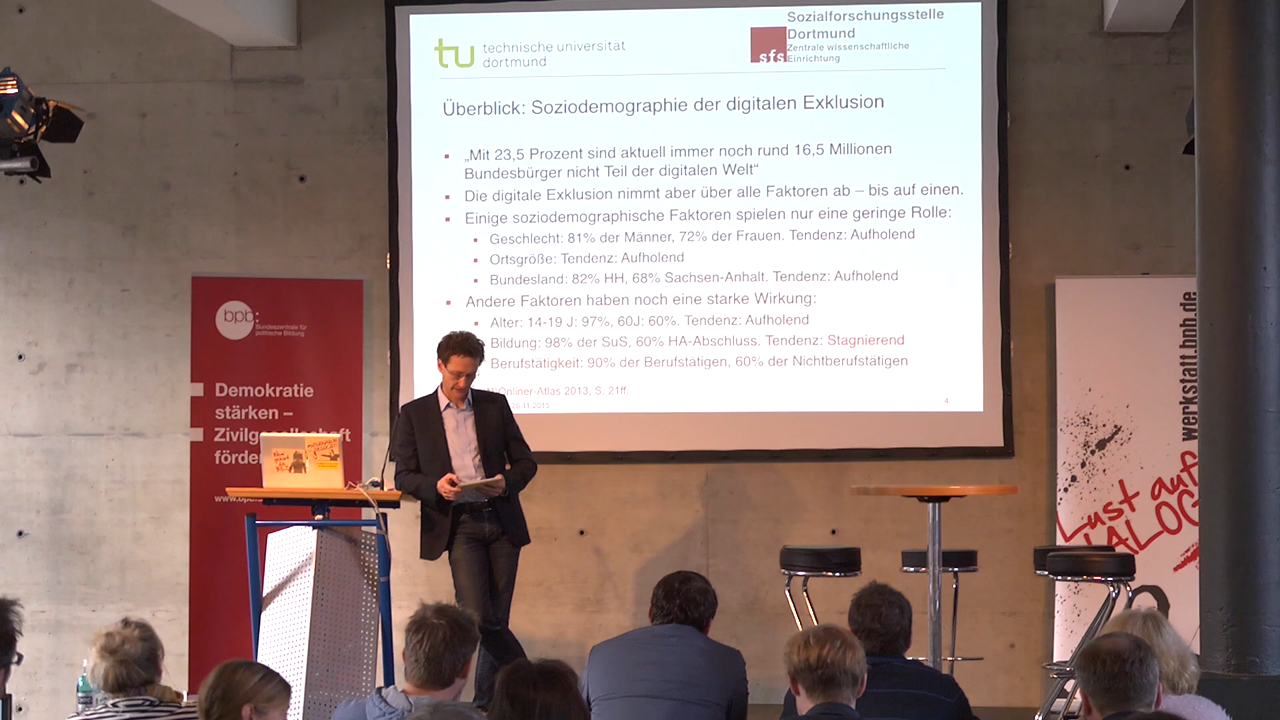 tu technische universität
dortmund
Sozialforschungsstelle
Dortmund
sfs Zentrale wissenschaftliche
Einrichtung
Überblick: Soziodemographie der digitalen Exklusion
„Mit 23,5 Prozent sind aktuell immer noch rund 16,5 Millionen
Bundesbürger nicht Teil der digitalen Welt“
Die digitale Exklusion nimmt aber über alle Faktoren ab – bis auf einen.
Einige soziodemographische Faktoren spielen nur eine geringe Rolle:
Geschlecht: 81% der Männer, 72% der Frauen. Tendenz: Aufholend
Ortsgröße: Tendenz: Aufholend
Bundesland: 82% HH, 68% Sachsen-Anhalt. Tendenz: Aufholend
Andere Faktoren haben noch eine starke Wirkung:
Alter: 14-19 J: 97%, 60J: 60%. Tendenz: Aufholend
Bildung: 98% der SuS, 60% HA-Abschluss. Tendenz: Stagnierend
Berufstätigkeit: 90% der Berufstätigen, 60% der Nichtberufstätigen
Onliner-Atlas 2013, S. 21ff.
11.2015
4
bpb:
Bundeszentrale für
politische Bildung
Demokratie
stärken –
Zivilgesellschaft
förde
werkstatt.bpb.de
Lust auf